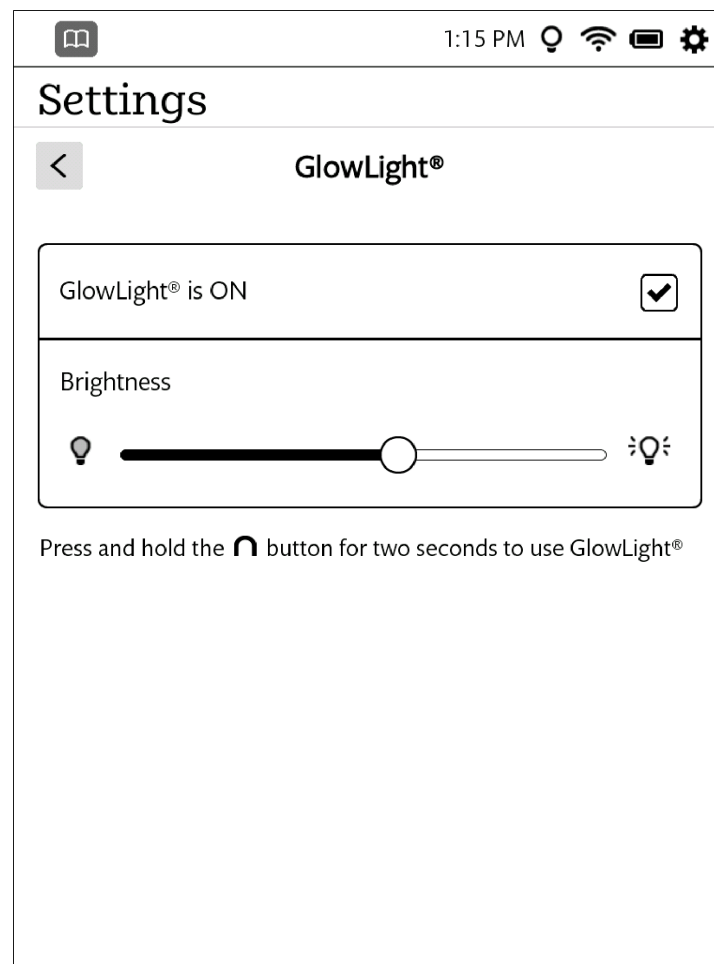 1:15 PM
Settings
GlowLight®
GlowLight® is ON
Brightness
Press and hold the n button for two seconds to use GlowLight®